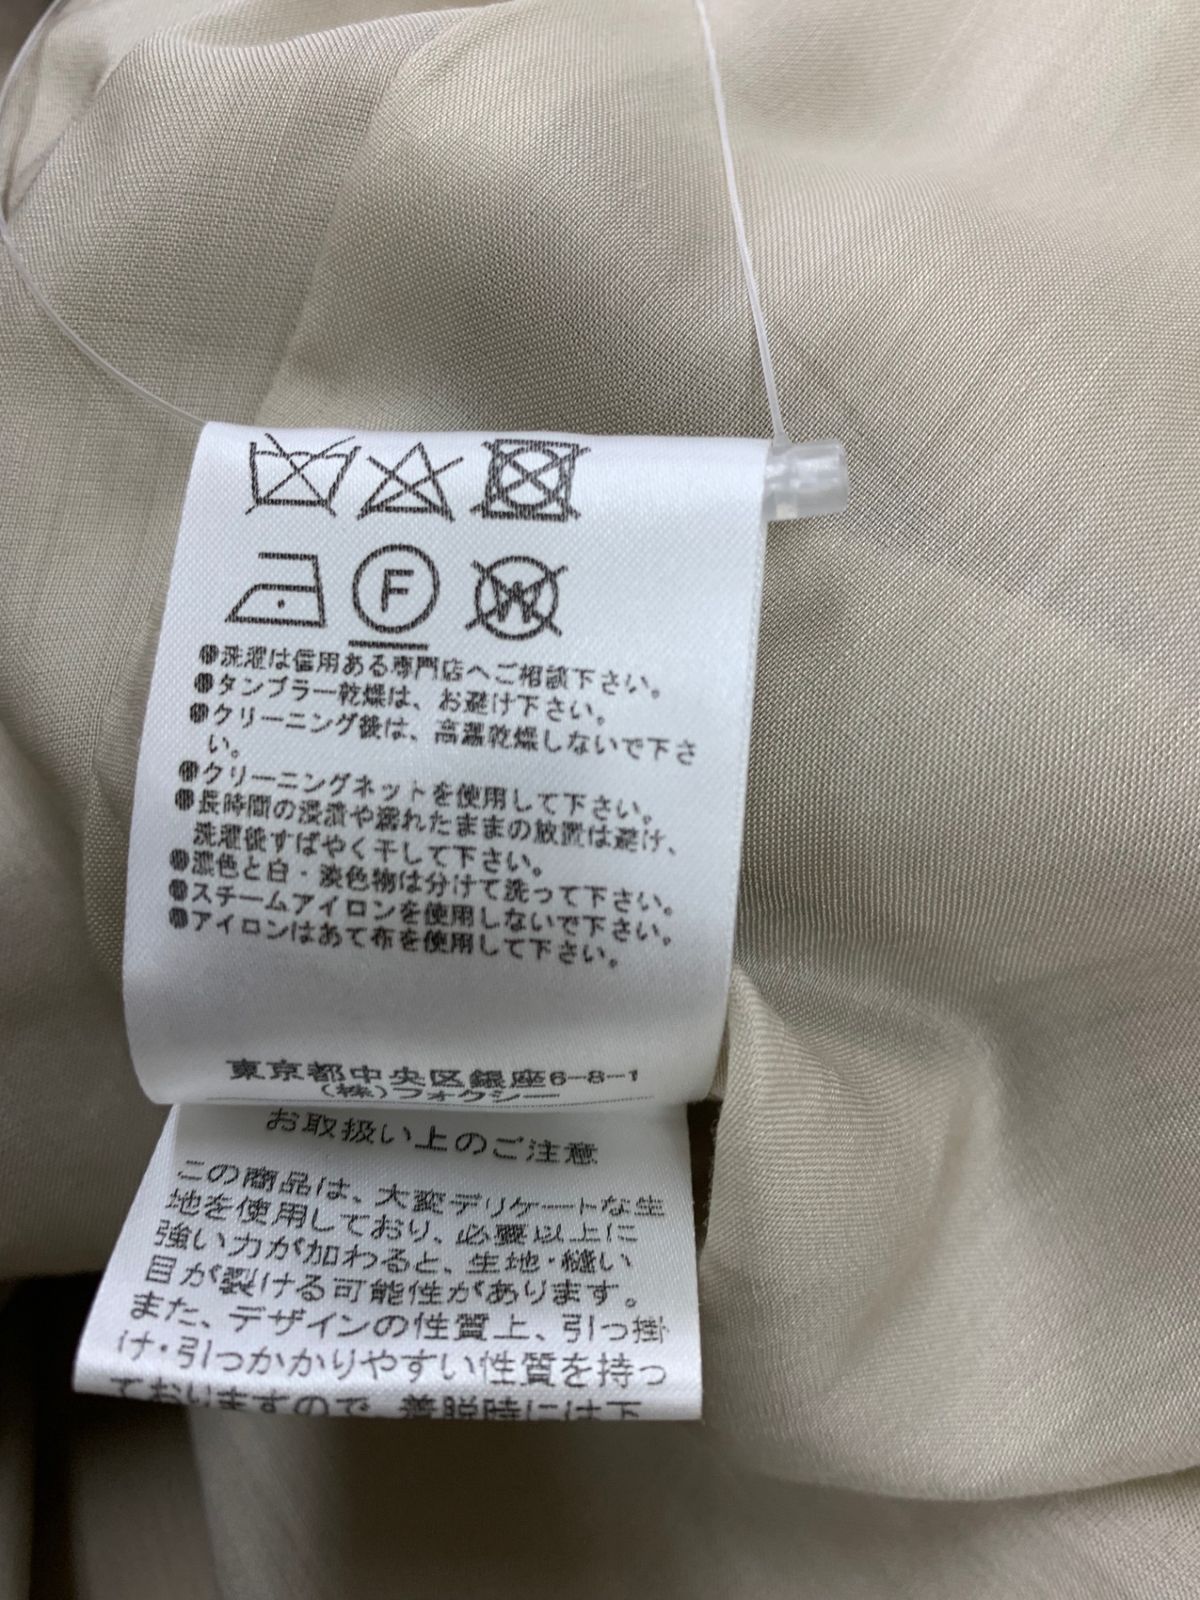 F
W
●洗濯は信用ある専門店へご相談下さい。
●タンブラー乾燥は、お避け下さい。
●クリーニング後は、高温乾燥しないで下さ
い。
●クリーニングネットを使用して下さい。
●長時間の浸漬や濡れたままの放置は避け、
洗濯後すばやく干して下さい。
●濃色と白・淡色物は分けて洗って下さい。
●スチームアイロンを使用しないで下さい。
●アイロンはあて布を使用して下さい。
東京都中央区銀座6-8-1
(株)フォクシー
お取扱い上のご注意
この商品は、大変デリケートな生
地を使用しており、必要以上に
強い力が加わると、生地・縫い
目が裂ける可能性があります。
また、デザインの性質上、引っ掛
け・引っかかりやすい性質を持っ
ておりますので、着脱時には下